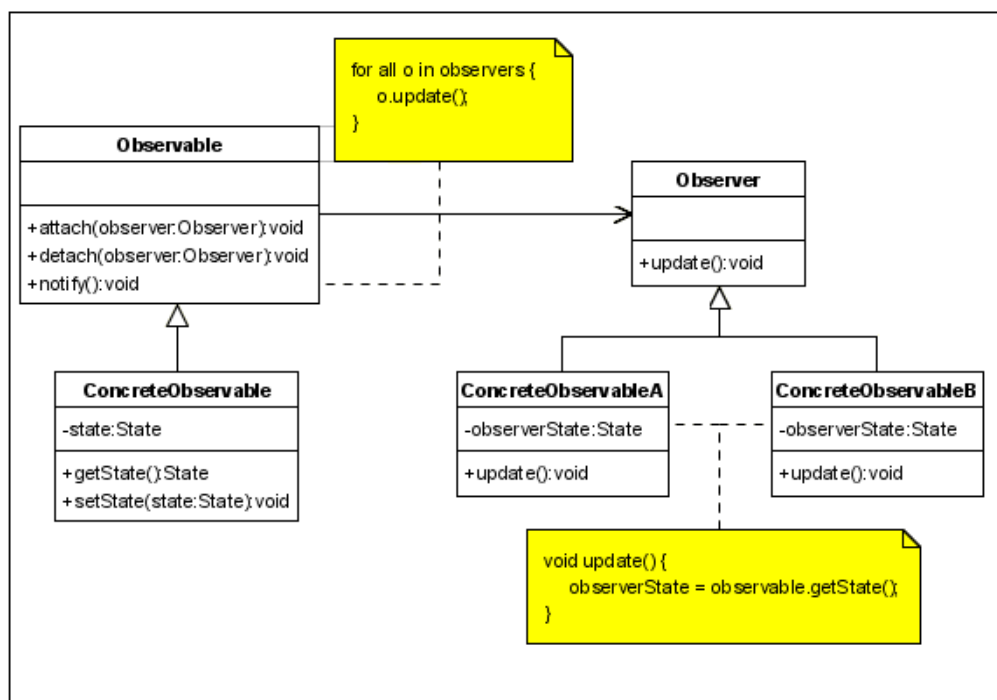 for all o in observers {
o.update();
}
Observable
+attach(observer:Observer):void
+detach(observer:Observer):void
+notify():void
Observer
+update():void
ConcreteObservable
-state:State
+getState():State
+setState(state:State):void
ConcreteObservableA
-observerState:State
+update():void
ConcreteObservableB
-observerState:State
+update():void
void update() {
observerState = observable.getState();
}